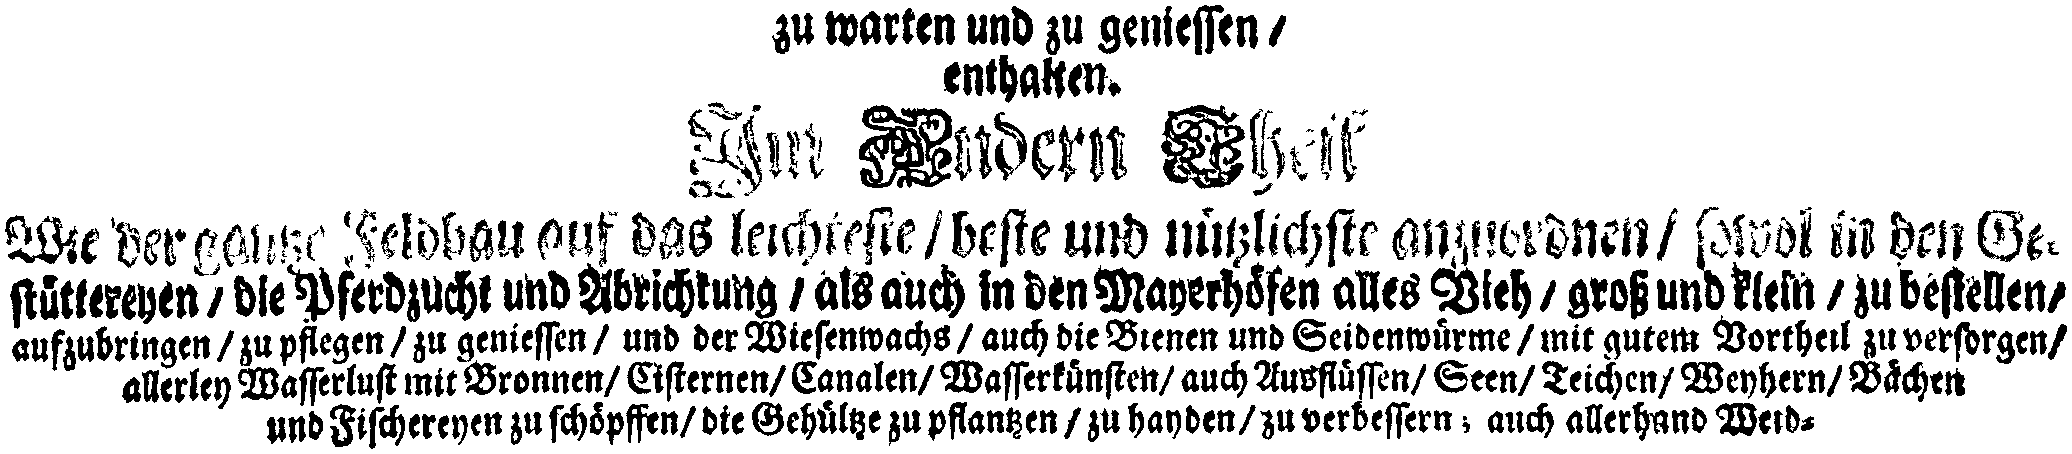 zu warten und zu geniessen /
enthalten.
Im Andern Theil
Wie der gantze Feldbau auf das leichteste / beste und nützlichste anzuordnen / sowol in den Ge-
stüttereyen / die Pferdzucht und Abrichtung / als auch in den Mayerhöfen alles Vieh / groß und klein / zu bestellen /
aufzubringen / zu pflegen / zu geniessen / und der Wiesenwachs / auch die Bienen und Seidenwürme / mit gutem Vortheil zu versorgen /
allerley Wasserlust mit Bronnen / Cisternen / Canalen / Wasserkünsten / auch Ausflüssen / Seen / Teichen / Weyhern / Bächen
und Fischereyen zu schöpffen / die Gehültze zu pflantzen / zu hayden / zu verbessern ; auch allerhand Weid-